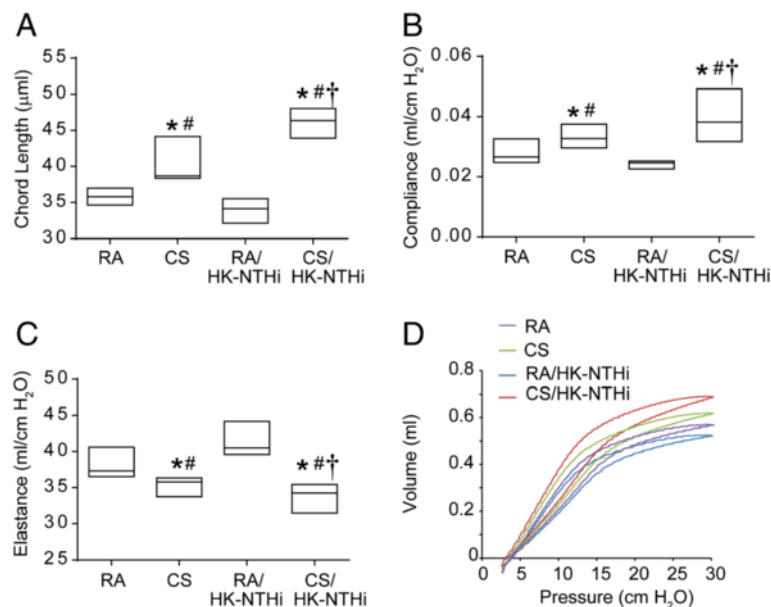 A
Chord Length (μml)
55
50
45
40
35
30
*#
*#†
RA
CS
RA/
HK-NTHi
CS/
HK-NTHi
B
Compliance (ml/cm H₂O)
0.06
0.04
0.02
0.00
*#
*#†
RA
CS
RA/
HK-NTHi
CS/
HK-NTHi
C
Elastance (ml/cm H₂O)
50
45
40
35
30
25
*#
*#†
RA
CS
RA/
HK-NTHi
CS/
HK-NTHi
D
RA
CS
RA/HK-NTHi
CS/HK-NTHi
Volume (ml)
0.8
0.6
0.4
0.2
0
0 5 10 15 20 25 30
Pressure (cm H₂O)